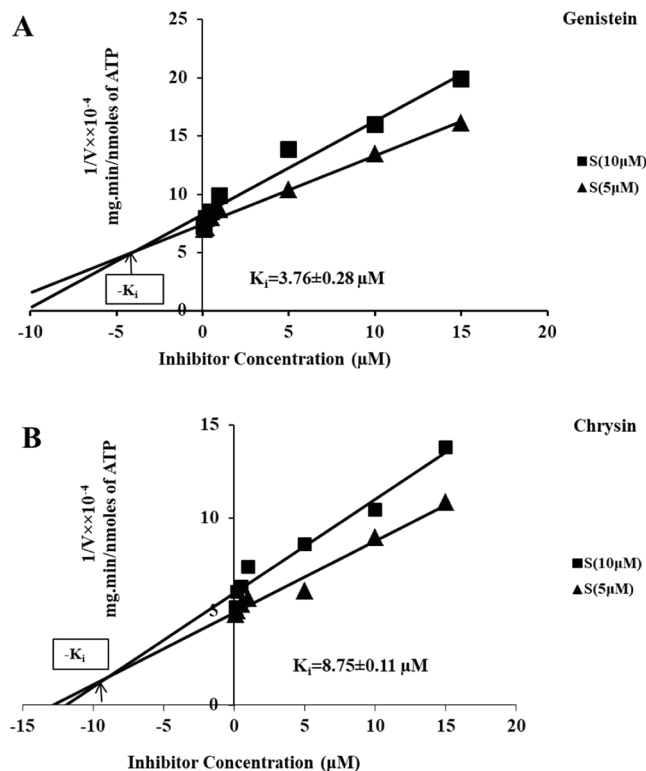 A
Genistein
1/V××10⁻⁴
mg.min/nmoles of ATP
25
20
15
10
5
0
S(10µM)
S(5µM)
-Kᵢ
Kᵢ=3.76±0.28 µM
-10 -5 0 5 10 15 20
Inhibitor Concentration (µM)
B
Chrysin
1/V××10⁻⁴
mg.min/nmoles of ATP
15
10
5
0
S(10µM)
S(5µM)
-Kᵢ
Kᵢ=8.75±0.11 µM
-15 -10 -5 0 5 10 15 20
Inhibitor Concentration (µM)